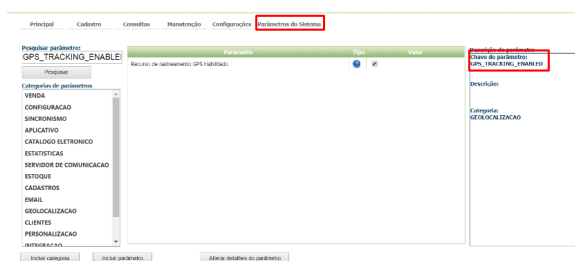 Principal Cadastro Consultas Manutenção Configurações Parâmetros do Sistema
Pesquisar parâmetro:
GPS_TRACKING_ENABLE
Pesquisar
Categorias de parâmetros
VENDA
CONFIGURACAO
SINCRONISMO
APLICATIVO
CATALOGO ELETRONICO
ESTATISTICAS
SERVIDOR DE COMUNICACAO
ESTOQUE
CADASTROS
EMAIL
GEOLOCALIZACAO
CLIENTES
PERSONALIZACAO
INTEGRACAO
Incluir categoria Incluir parâmetro Alterar detalhes do parâmetro
Parâmetro Tipo Valor
Recurso de rastreamento GPS Habilitado
Descrição do parâmetro
Chave do parâmetro:
GPS_TRACKING_ENABLED
Descrição:
Categoria:
GEOLOCALIZACAO